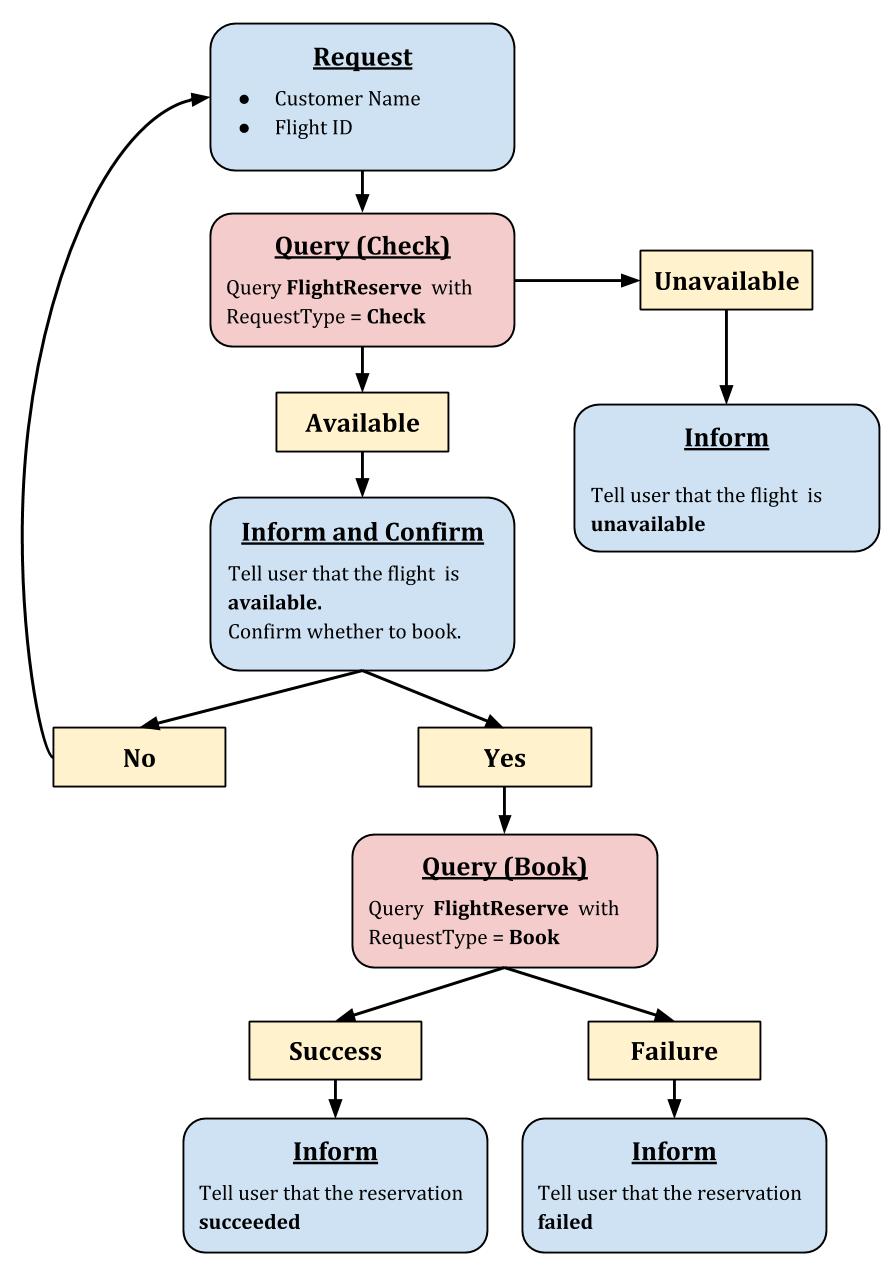 Request
● Customer Name
● Flight ID
Query (Check)
Query FlightReserve with
RequestType = Check
Unavailable
Available
Inform
Tell user that the flight is
unavailable
Inform and Confirm
Tell user that the flight is
available.
Confirm whether to book.
No
Yes
Query (Book)
Query FlightReserve with
RequestType = Book
Success
Failure
Inform
Tell user that the reservation
succeeded
Inform
Tell user that the reservation
failed